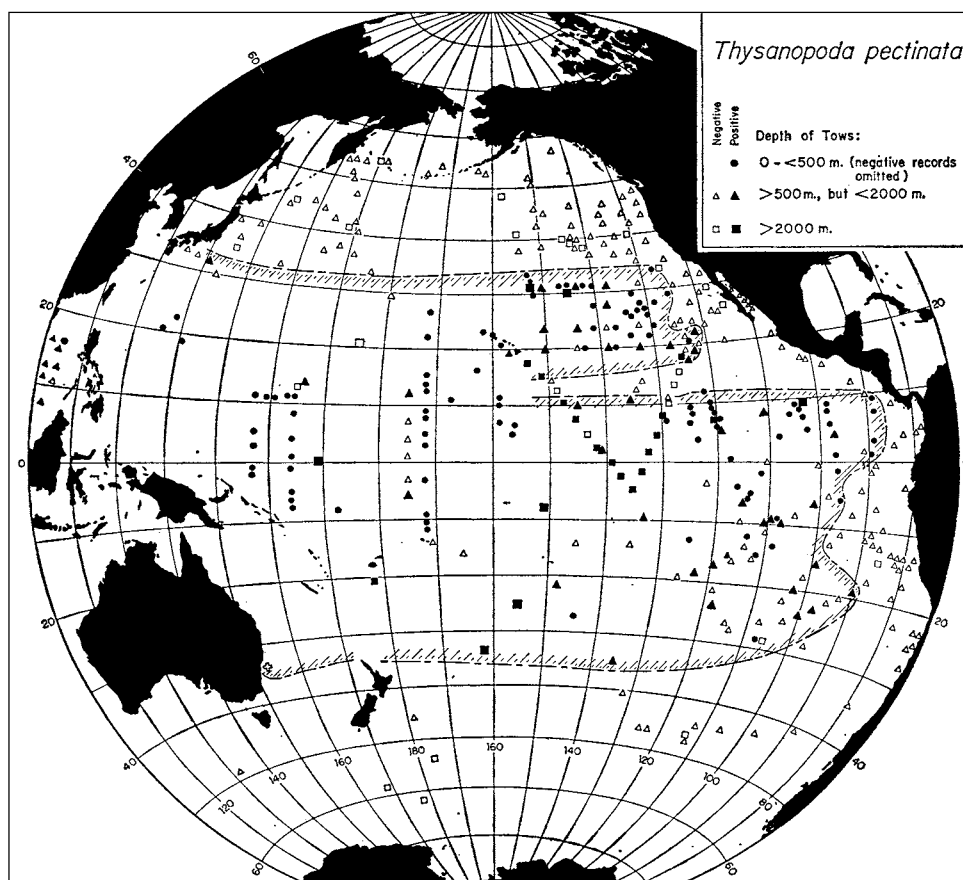 Thysanopoda pectinata
Negative
Positive
Depth of Tows:
0 - <500 m. (negative records omitted)
>500 m., but <2000 m.
>2000 m.
60
40
20
0
20
40
60
20
20
40
60
80
100
120
140
160
180
160
140
120